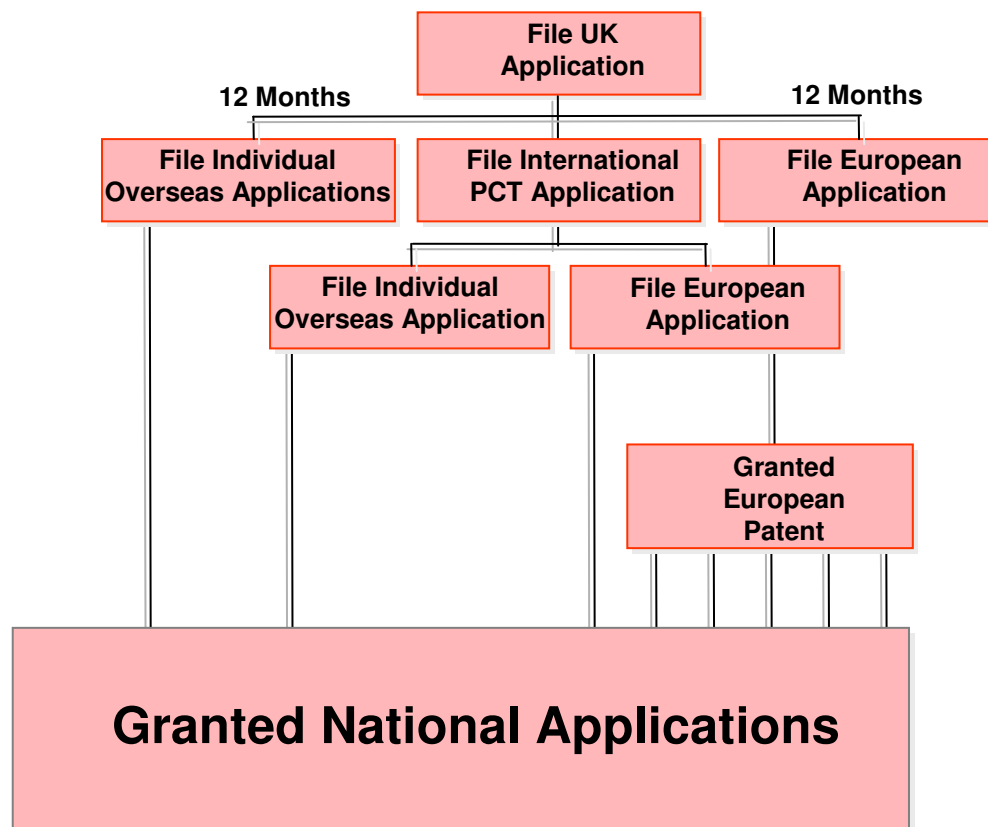 File UK
Application
12 Months
12 Months
File Individual
Overseas Applications
File International
PCT Application
File European
Application
File Individual
Overseas Application
File European
Application
Granted
European
Patent
Granted National Applications